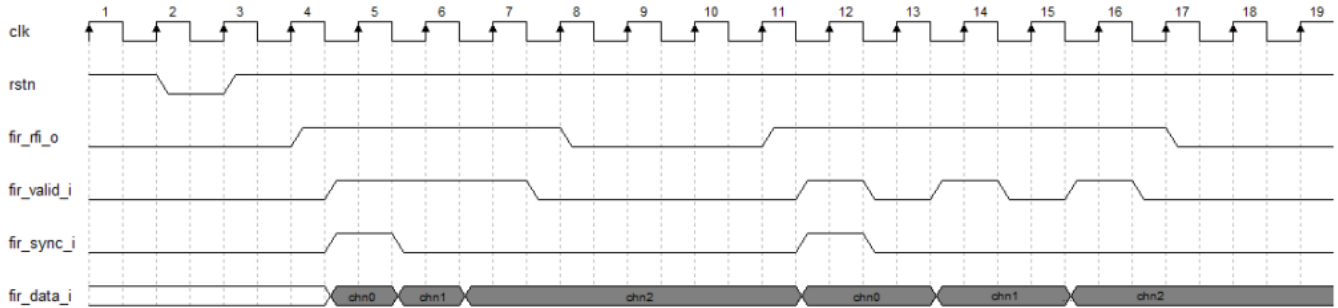 1 2 3 4 5 6 7 8 9 10 11 12 13 14 15 16 17 18 19
clk
rstn
fir_rfi_o
fir_valid_i
fir_sync_i
fir_data_i chn0 chn1 chn2 chn0 chn1 chn2